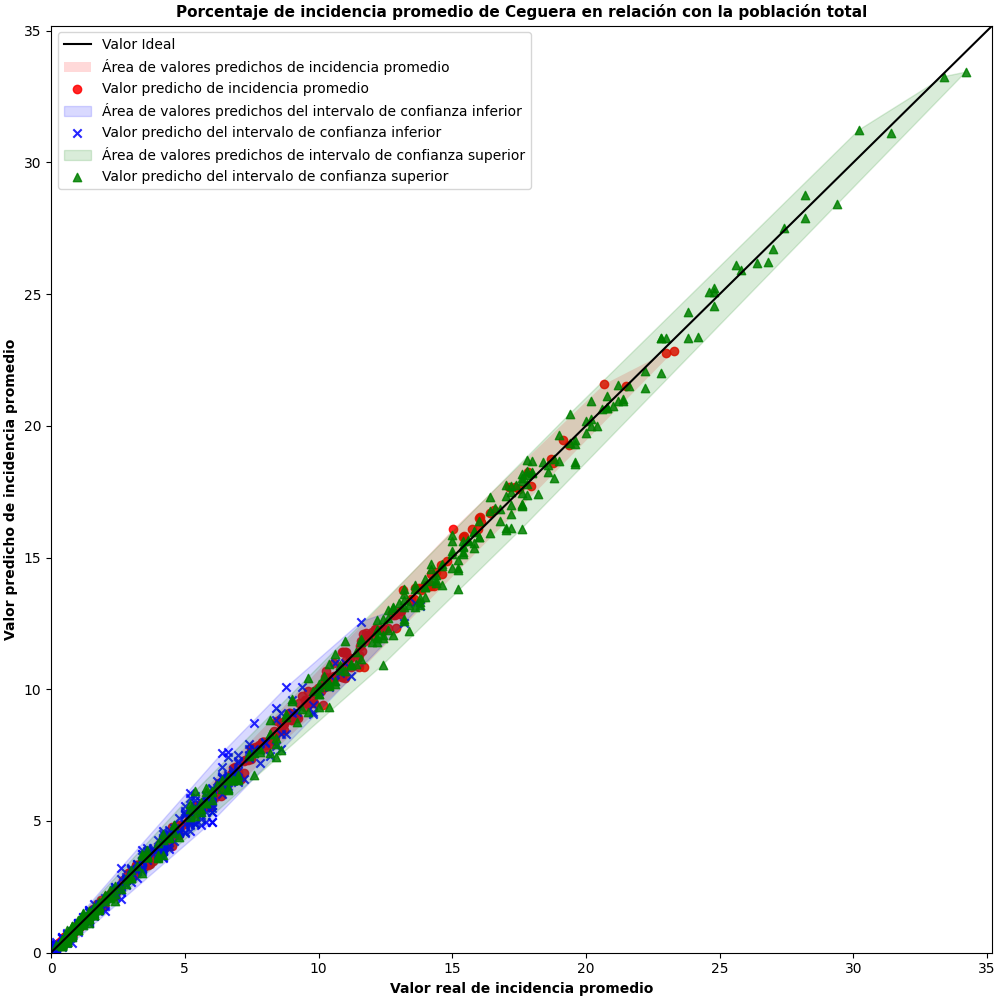 Porcentaje de incidencia promedio de Ceguera en relación con la población total
Valor Ideal
Área de valores predichos de incidencia promedio
Valor predicho de incidencia promedio
Área de valores predichos del intervalo de confianza inferior
Valor predicho del intervalo de confianza inferior
Área de valores predichos de intervalo de confianza superior
Valor predicho del intervalo de confianza superior
Valor predicho de incidencia promedio
35
30
25
20
15
10
5
0
0 5 10 15 20 25 30 35
Valor real de incidencia promedio